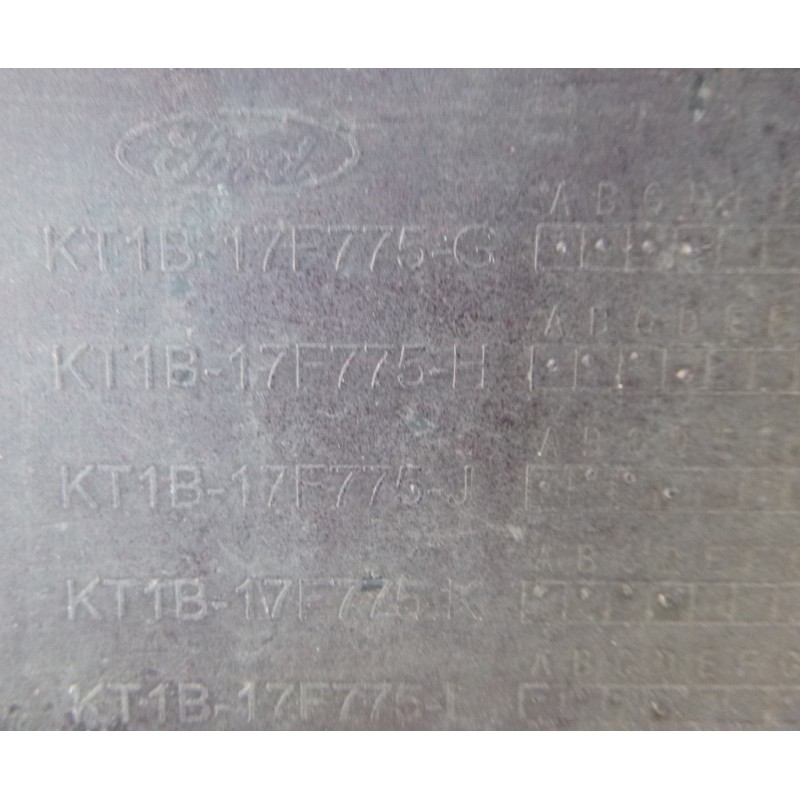 Ford
A B C D E F
KT1B-17F775-G
A B C D E F
KT1B-17F775-H
A B C D E F
KT1B-17F775-J
A B C D E F
KT1B-17F775-K
A B C D E F G
KT1B-17F775-L